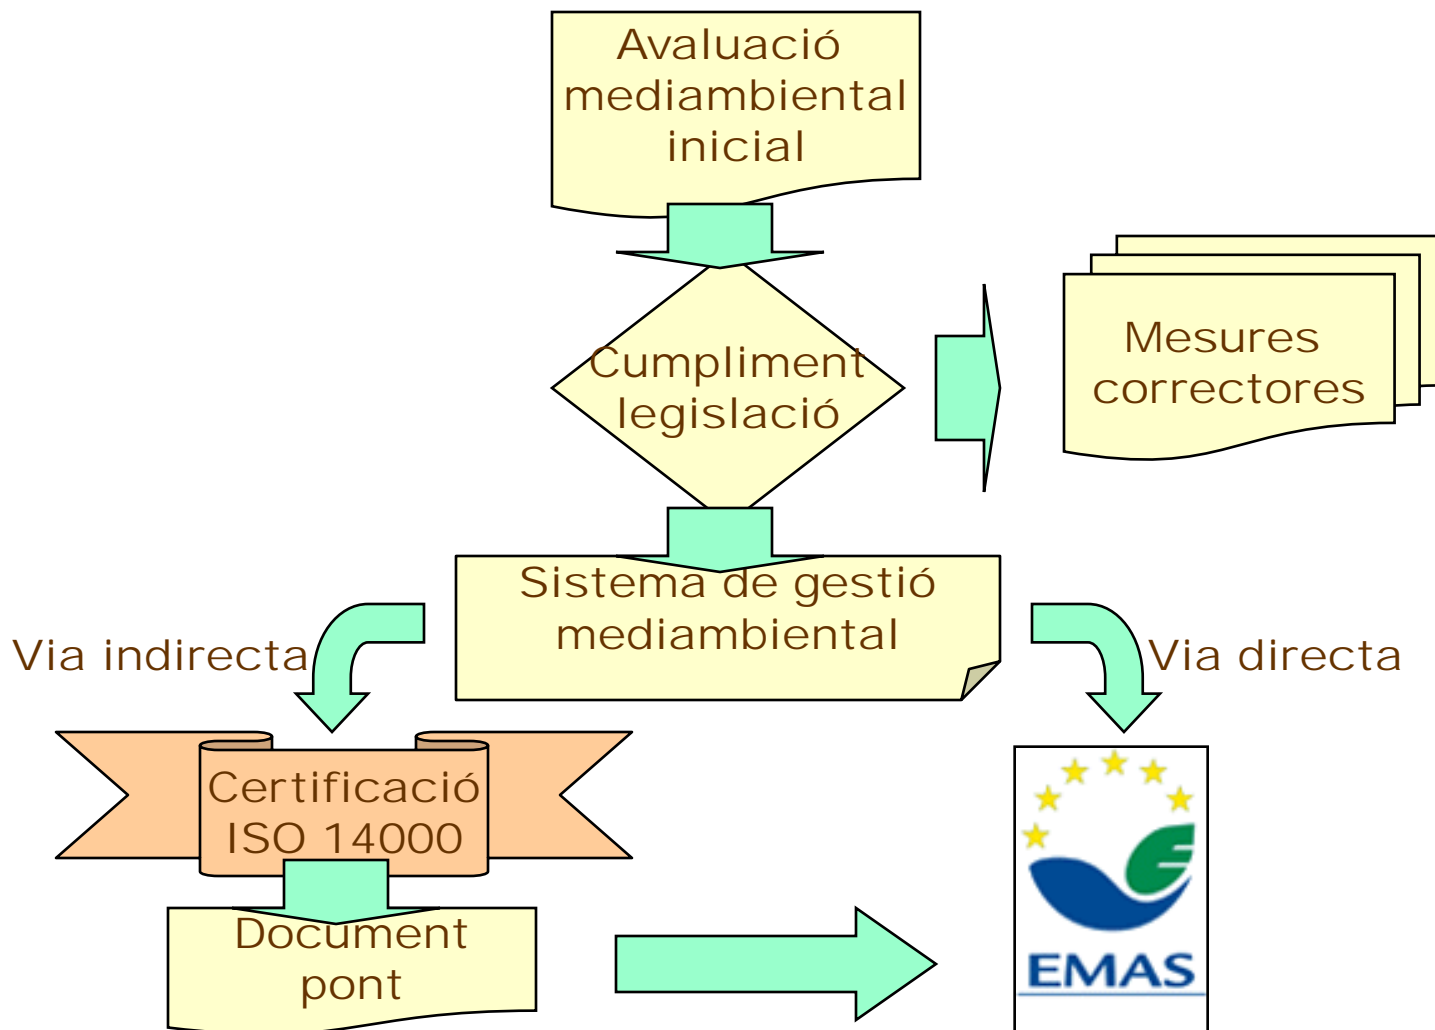 Avaluació
mediambiental
inicial
Cumpliment
legislació
Mesures
correctores
Sistema de gestió
mediambiental
Via indirecta
Via directa
Certificació
ISO 14000
Document
pont
EMAS